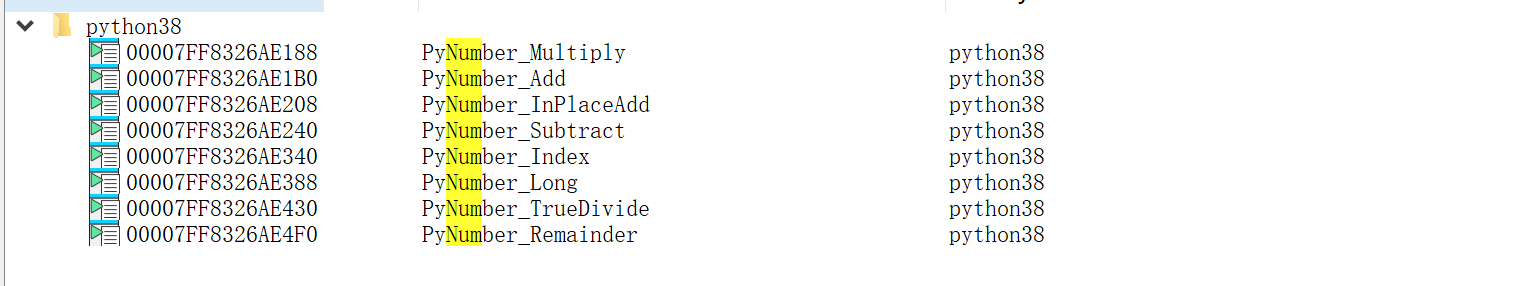 python38
00007FF8326AE188 PyNumber_Multiply python38
00007FF8326AE1B0 PyNumber_Add python38
00007FF8326AE208 PyNumber_InPlaceAdd python38
00007FF8326AE240 PyNumber_Subtract python38
00007FF8326AE340 PyNumber_Index python38
00007FF8326AE388 PyNumber_Long python38
00007FF8326AE430 PyNumber_TrueDivide python38
00007FF8326AE4F0 PyNumber_Remainder python38